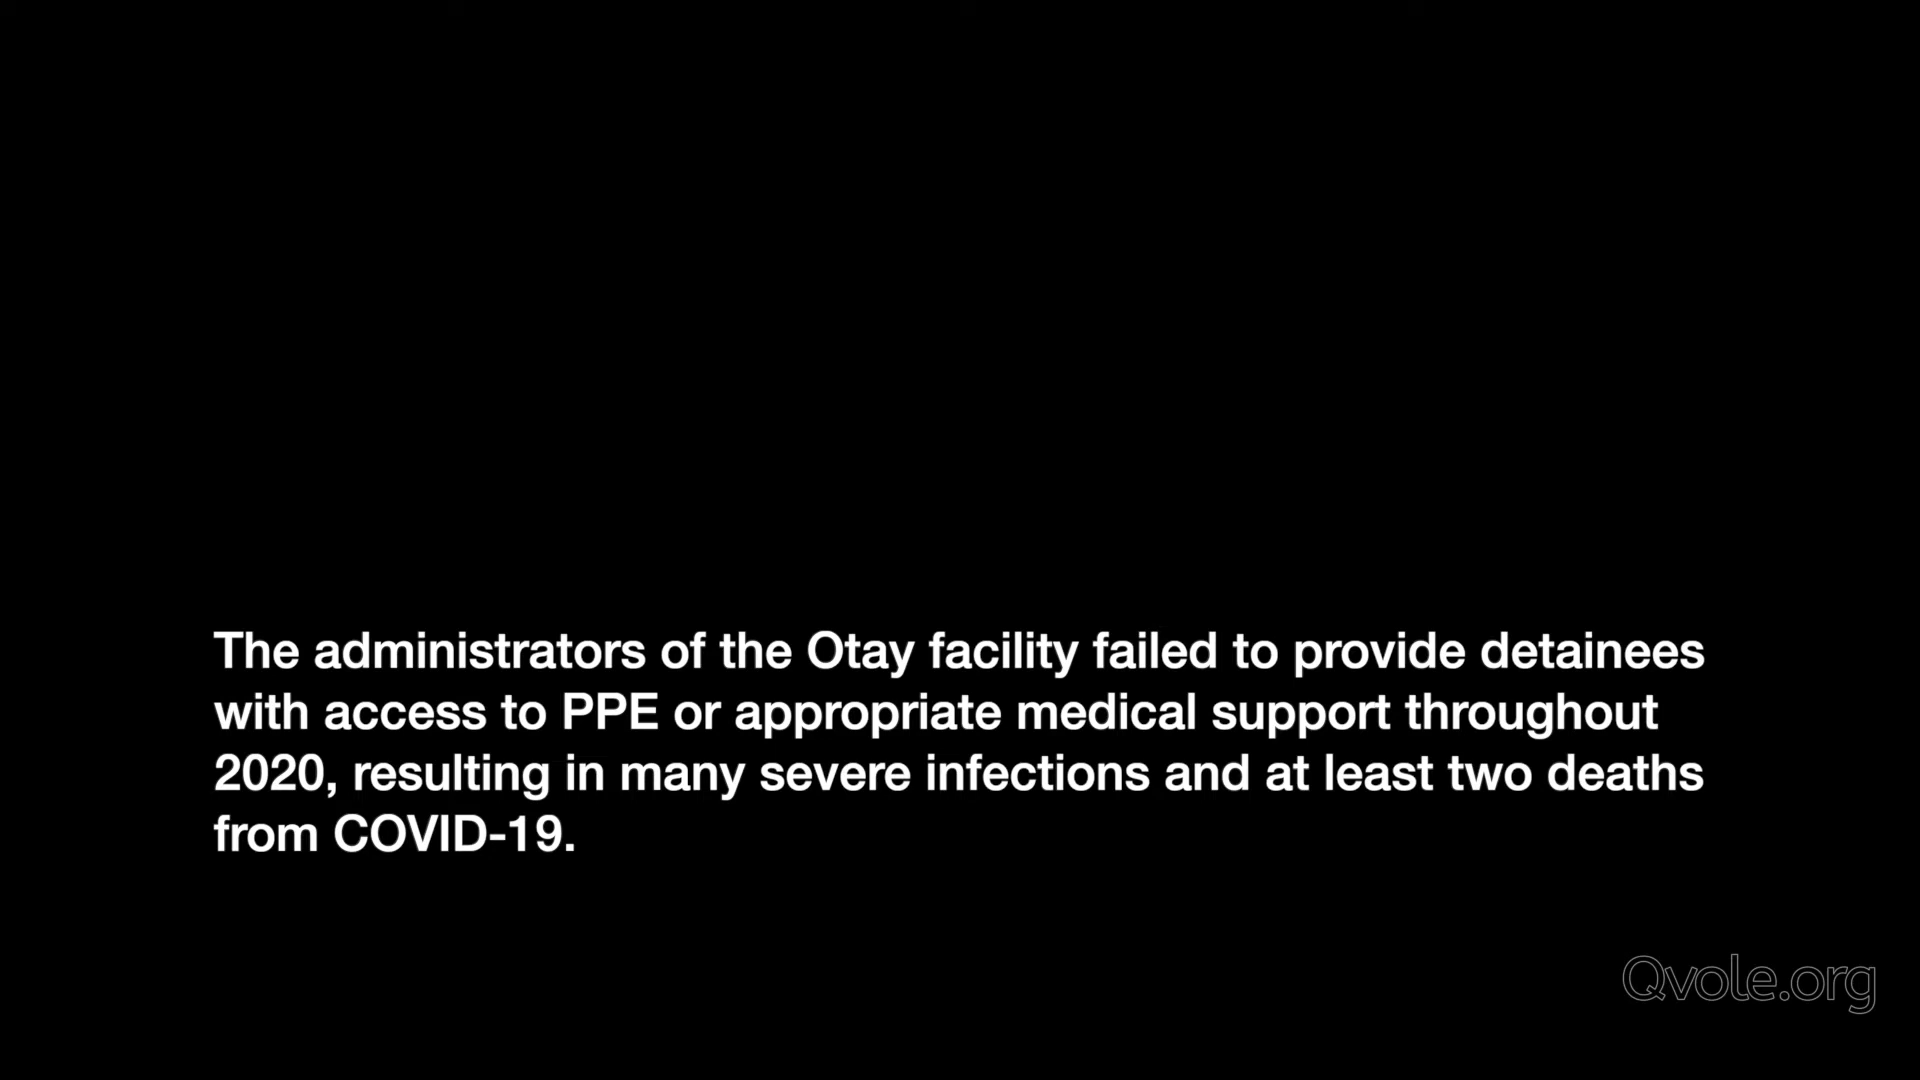 The administrators of the Otay facility failed to provide detainees
with access to PPE or appropriate medical support throughout
2020, resulting in many severe infections and at least two deaths
from COVID-19.
Qvole.org